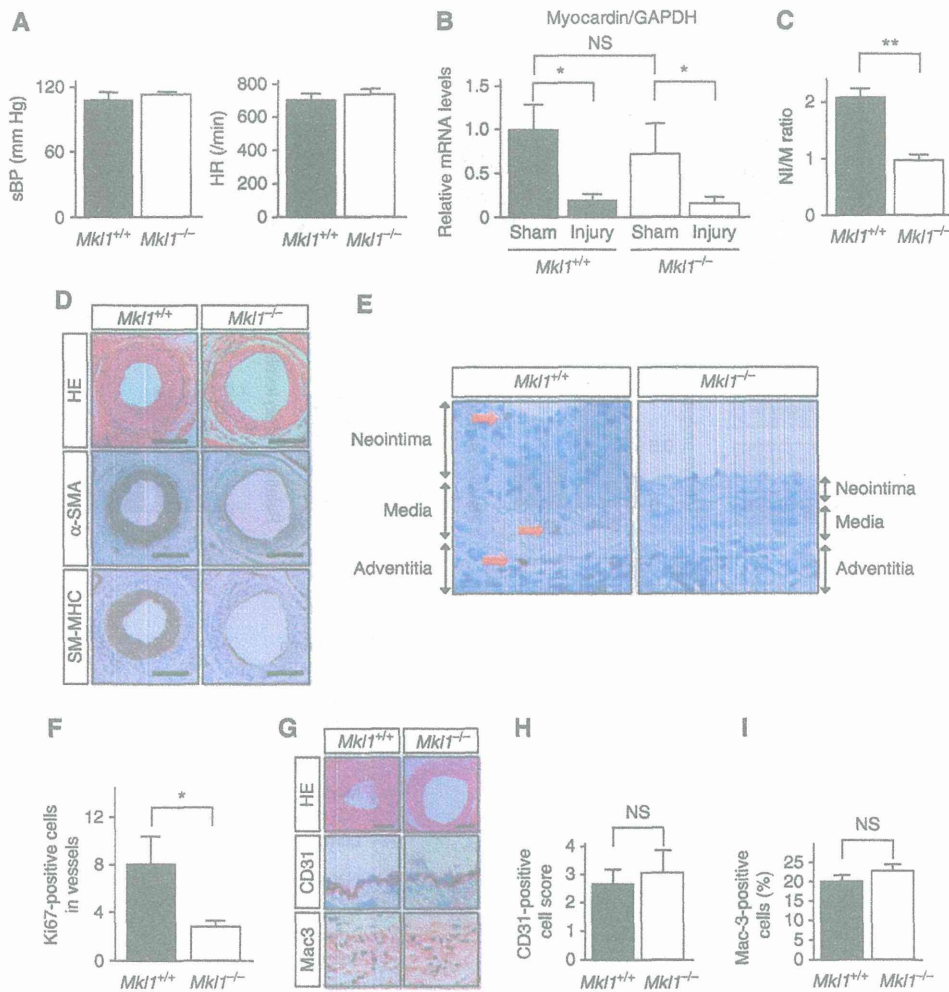 A
sBP (mm Hg)
120
60
0
Mkl1+/+ Mkl1−/−
HR (/min)
800
600
400
200
0
Mkl1+/+ Mkl1−/−
B
Myocardin/GAPDH
NS
* *
Relative mRNA levels
1.5
1.0
0.5
0
Sham Injury Sham Injury
Mkl1+/+ Mkl1−/−
C
**
NI/M ratio
2
1
0
Mkl1+/+ Mkl1−/−
D
Mkl1+/+ Mkl1−/−
HE
α-SMA
SM-MHC
E
Mkl1+/+ Mkl1−/−
Neointima
Media
Adventitia
Neointima
Media
Adventitia
F
*
Ki67-positive cells
in vessels
12
8
4
0
Mkl1+/+ Mkl1−/−
G
Mkl1+/+ Mkl1−/−
HE
CD31
Mac3
H
NS
CD31-positive
cell score
5
4
3
2
1
0
Mkl1+/+ Mkl1−/−
I
NS
Mac-3-positive
cells (%)
25
20
15
10
5
0
Mkl1+/+ Mkl1−/−